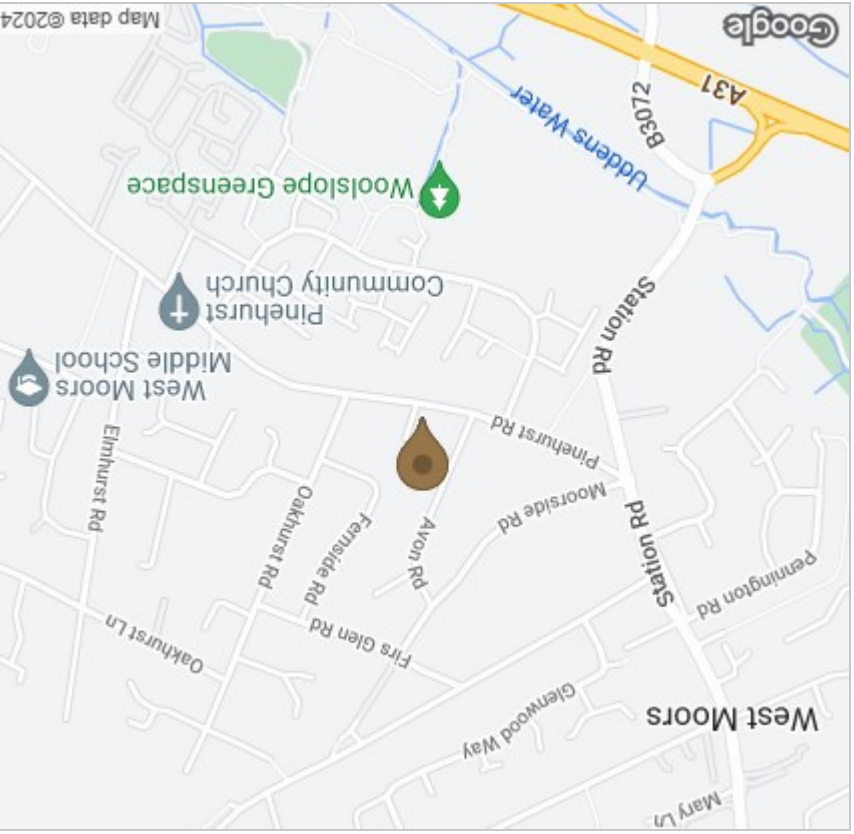 Mary Ln
West Moors
Glenwood Way
Firs Glen Rd
Oakhurst Ln
Pennington Rd
Station Rd
Avon Rd
Fernside Rd
Oakhurst Rd
Moorside Rd
Pinehurst Rd
Elmhurst Rd
West Moors
Middle School
Station Rd
Pinehurst
Community Church
Woolslope Greenspace
Uddens Water
B3072
A31
Google
Map data ©2024